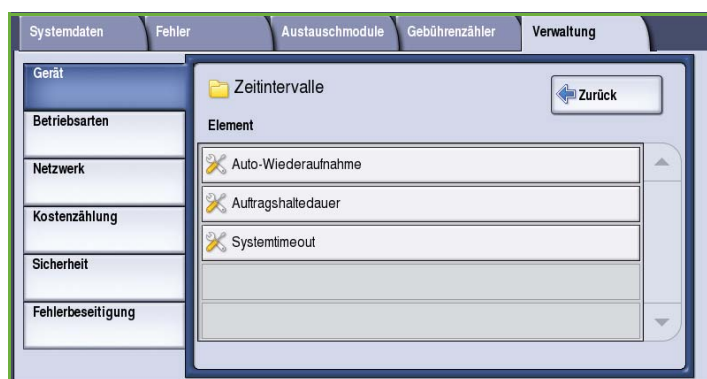 Systemdaten Fehler Austauschmodule Gebührenzähler Verwaltung
Gerät
Betriebsarten
Netzwerk
Kostenzählung
Sicherheit
Fehlerbeseitigung
Zeitintervalle
Zurück
Element
Auto-Wiederaufnahme
Auftragshaltedauer
Systemtimeout